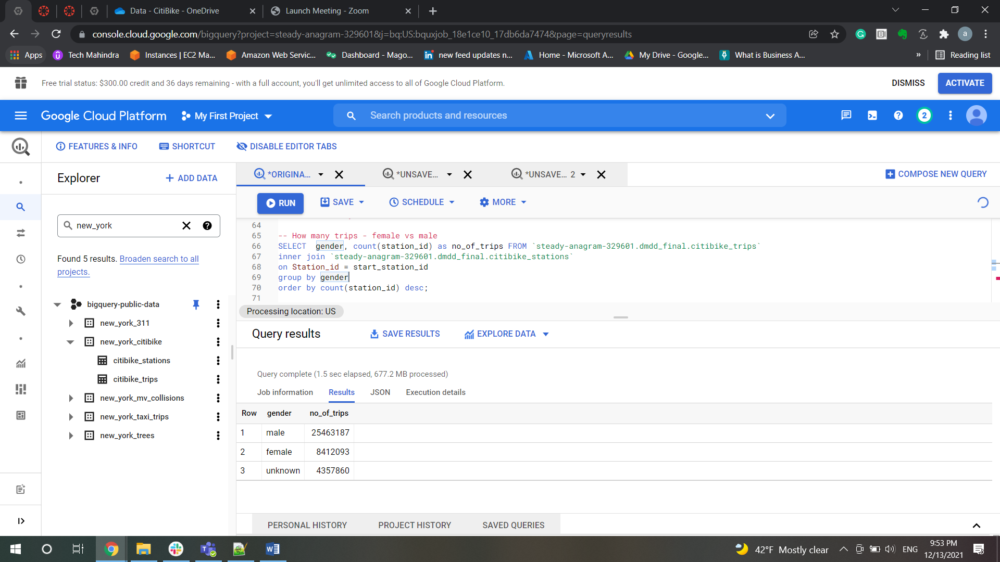 Data - CitiBike - OneDrive
Launch Meeting - Zoom
console.cloud.google.com/bigquery?project=steady-anagram-329601&j=bq:US:bquxjob_18e1ce10_17db6da7474&page=queryresults
a
Apps
Tech Mahindra
Instances | EC2 Ma...
Amazon Web Servic...
Dashboard - Mago...
new feed updates n...
Home - Microsoft A...
My Drive - Google...
What is Business A...
»
Reading list
Free trial status: $300.00 credit and 36 days remaining - with a full account, you'll get unlimited access to all of Google Cloud Platform.
DISMISS
ACTIVATE
Google Cloud Platform
My First Project
Search products and resources
2
FEATURES & INFO
SHORTCUT
DISABLE EDITOR TABS
Explorer
+ ADD DATA
*ORIGINA...
*UNSAVE...
*UNSAVE... 2
COMPOSE NEW QUERY
RUN
SAVE
SCHEDULE
MORE
new_york
Found 5 results. Broaden search to all
projects.
bigquery-public-data
new_york_311
new_york_citibike
citibike_stations
citibike_trips
new_york_mv_collisions
new_york_taxi_trips
new_york_trees
64
65 -- How many trips - female vs male
66 SELECT  gender, count(station_id) as no_of_trips FROM `steady-anagram-329601.dmdd_final.citibike_trips`
67 inner join `steady-anagram-329601.dmdd_final.citibike_stations`
68 on Station_id = start_station_id
69 group by gender
70 order by count(station_id) desc;
71
Processing location: US
Query results
SAVE RESULTS
EXPLORE DATA
Query complete (1.5 sec elapsed, 677.2 MB processed)
Job information
Results
JSON
Execution details
Row gender no_of_trips
1 male 25463187
2 female 8412093
3 unknown 4357860
PERSONAL HISTORY
PROJECT HISTORY
SAVED QUERIES
42°F Mostly clear
ENG
9:53 PM
12/13/2021